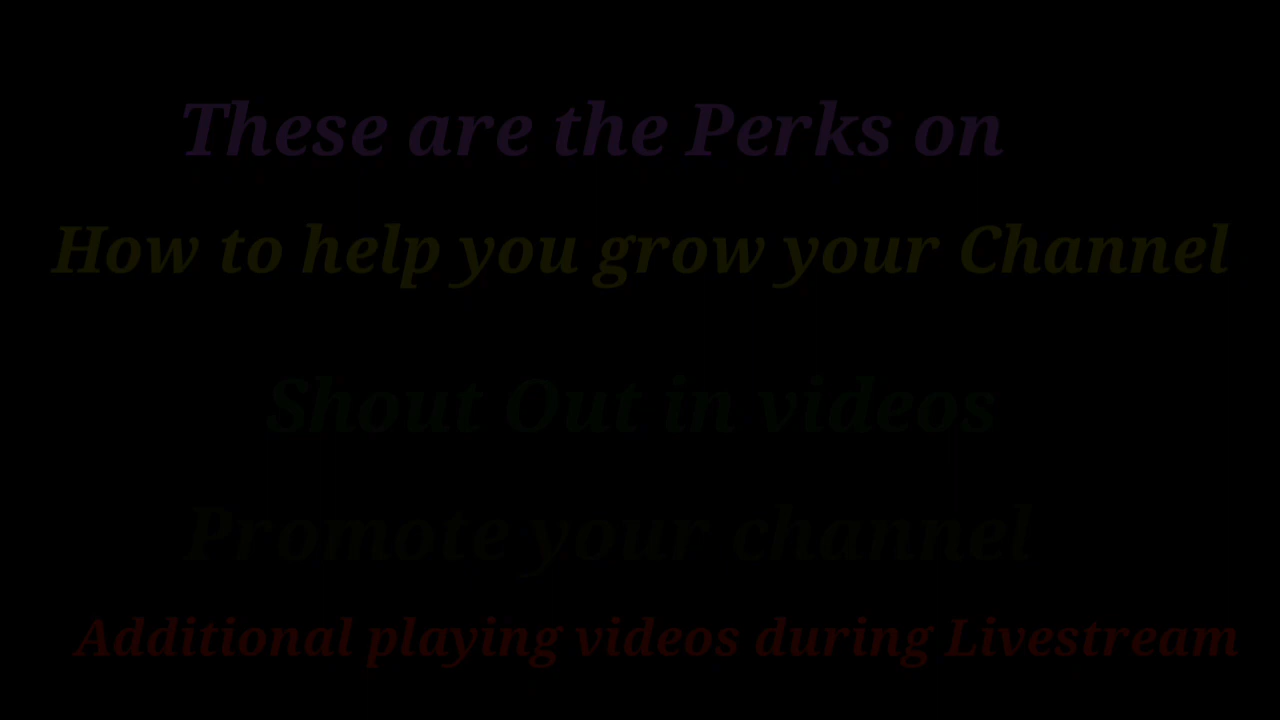 These are the Perks on
How to help you grow your Channel
Shout Out in videos
Promote your channel
Additional playing videos during Livestream